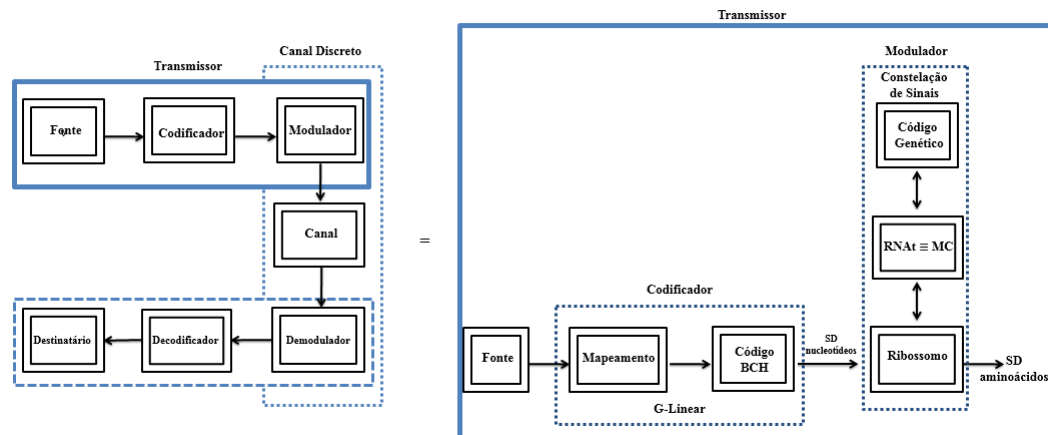 Transmissor
Canal Discreto
Transmissor
Fonte
Codificador
Modulador
Canal
Destinatário
Decodificador
Demodulador
=
Modulador
Constelação
de Sinais
Código
Genético
RNAt ≡ MC
Codificador
Fonte
Mapeamento
Código
BCH
SD
nucleotídeos
Ribossomo
SD
aminoácidos
G-Linear